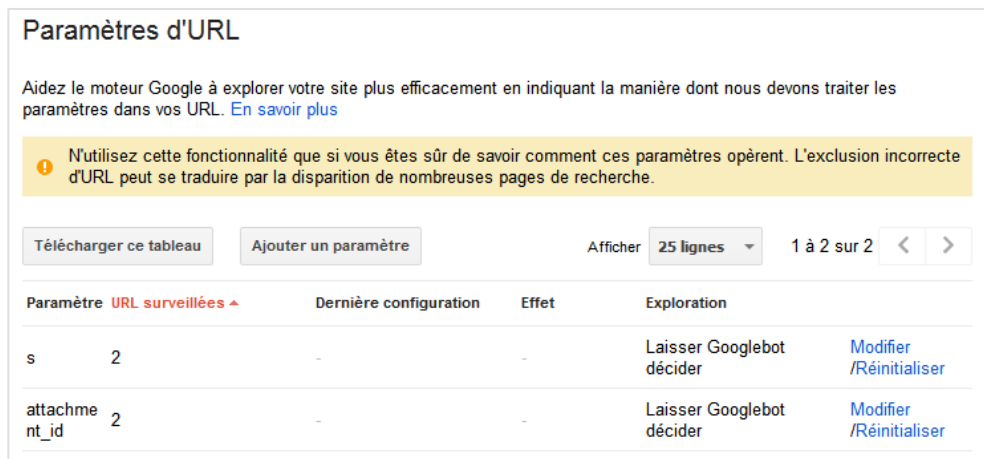 Paramètres d'URL
Aidez le moteur Google à explorer votre site plus efficacement en indiquant la manière dont nous devons traiter les
paramètres dans vos URL. En savoir plus
N'utilisez cette fonctionnalité que si vous êtes sûr de savoir comment ces paramètres opèrent. L'exclusion incorrecte
d'URL peut se traduire par la disparition de nombreuses pages de recherche.
Télécharger ce tableau Ajouter un paramètre Afficher 25 lignes 1 à 2 sur 2
Paramètre URL surveillées Dernière configuration Effet Exploration
s 2 - - Laisser Googlebot décider Modifier /Réinitialiser
attachment_id 2 - - Laisser Googlebot décider Modifier /Réinitialiser